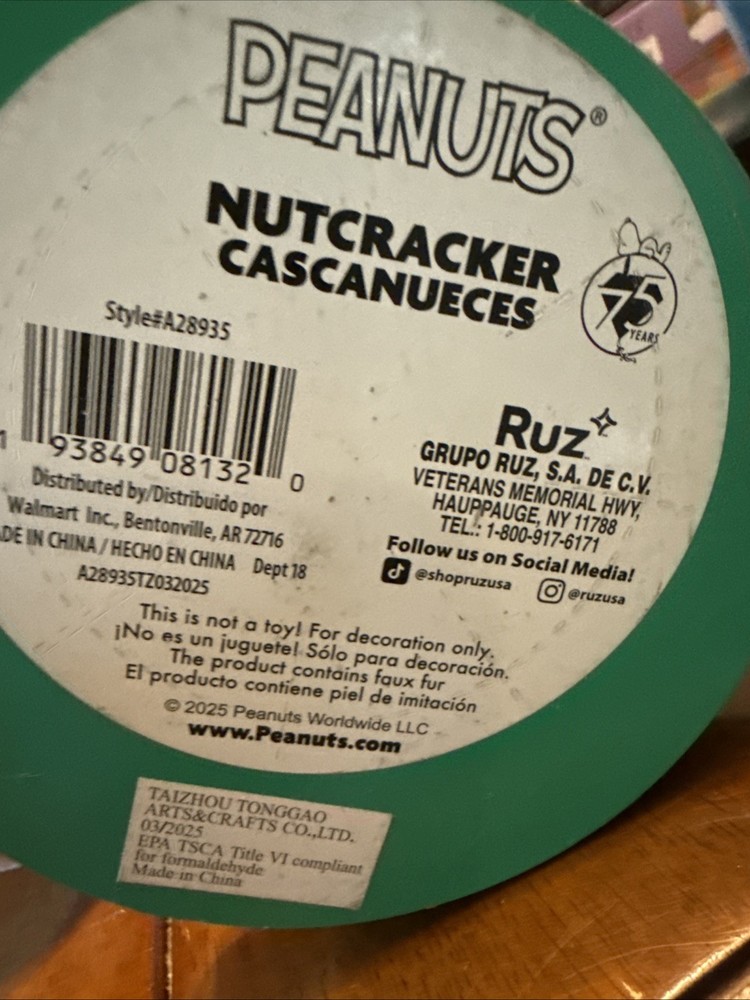 PEANUTS®
NUTCRACKER
CASCANUECES
75
YEARS
Style#A28935
1 93849 08132 0
Distributed by/Distribuido por
Walmart Inc., Bentonville, AR 72716
DE IN CHINA / HECHO EN CHINA Dept 18
A28935TZ032025
Ruz
GRUPO RUZ, S.A. DE C.V.
VETERANS MEMORIAL HWY,
HAUPPAUGE, NY 11788
TEL.: 1-800-917-6171
Follow us on Social Media!
@shopruzusa @ruzusa
This is not a toy! For decoration only.
¡No es un juguete! Sólo para decoración.
The product contains faux fur
El producto contiene piel de imitación
© 2025 Peanuts Worldwide LLC
www.Peanuts.com
TAIZHOU TONGGAO
ARTS&CRAFTS CO.,LTD.
03/2025
EPA TSCA Title VI compliant
for formaldehyde
Made in China